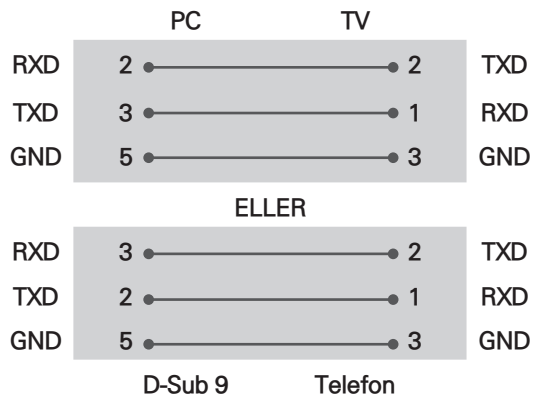 PC TV
RXD 2 2 TXD
TXD 3 1 RXD
GND 5 3 GND
ELLER
RXD 3 2 TXD
TXD 2 1 RXD
GND 5 3 GND
D-Sub 9 Telefon